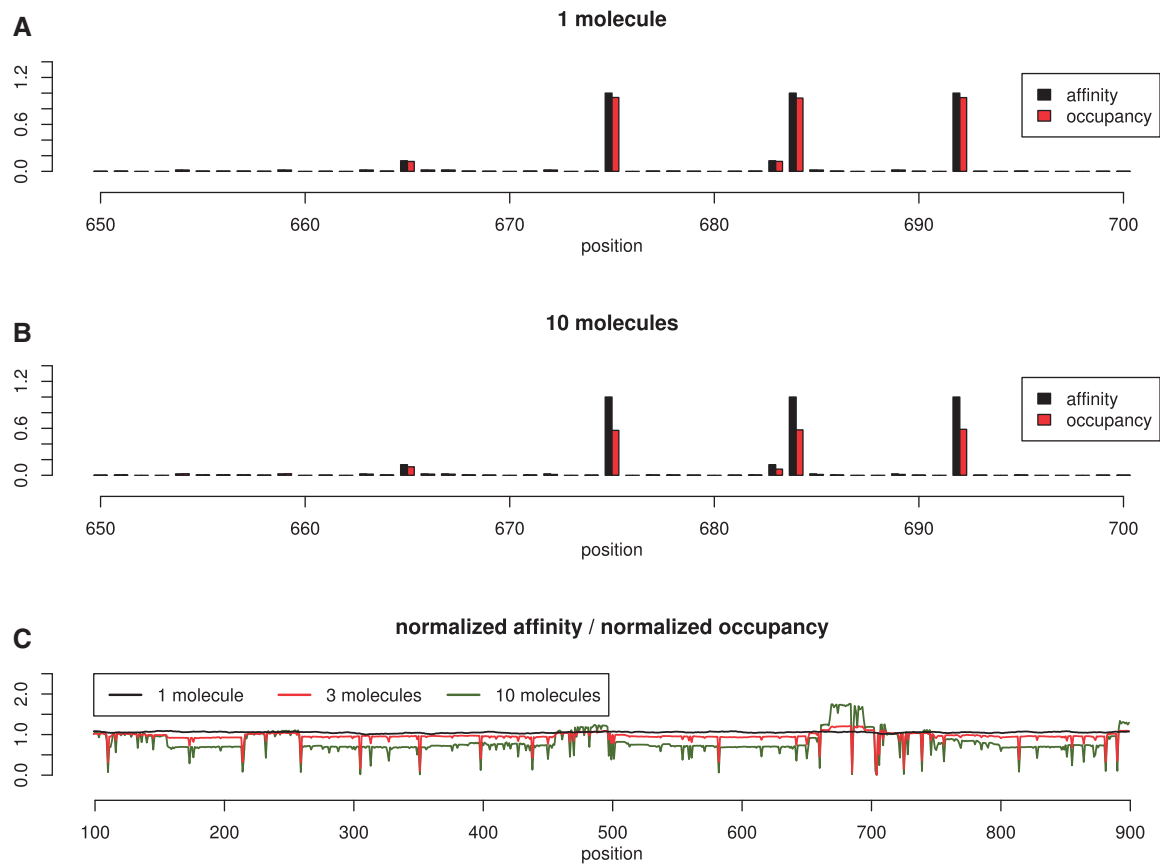 A
1 molecule
1.2
0.6
0.0
affinity
occupancy
650 660 670 680 690 700
position
B
10 molecules
1.2
0.6
0.0
affinity
occupancy
650 660 670 680 690 700
position
C
normalized affinity / normalized occupancy
2.0
1.0
0.0
1 molecule 3 molecules 10 molecules
100 200 300 400 500 600 700 800 900
position